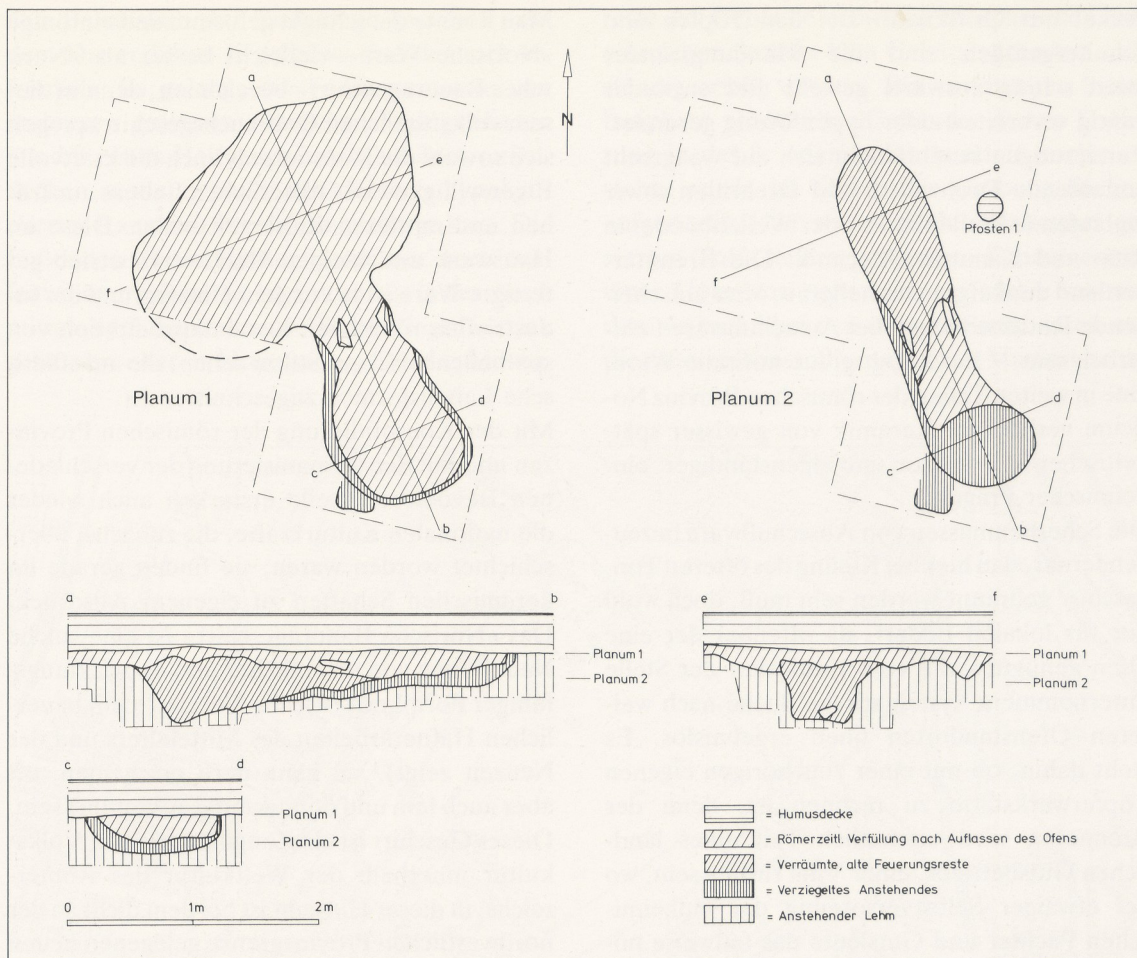 a
N
e
f
Planum 1
d
c
b
a
e
Pfosten 1
f
Planum 2
d
c
b
a
b
Planum 1
Planum 2
e
f
Planum 1
Planum 2
c
d
Planum 1
Planum 2
0
1m
2m
= Humusdecke
= Römerzeitl. Verfüllung nach Auflassen des Ofens
= Verräumte, alte Feuerungsreste
= Verziegeltes Anstehendes
= Anstehender Lehm